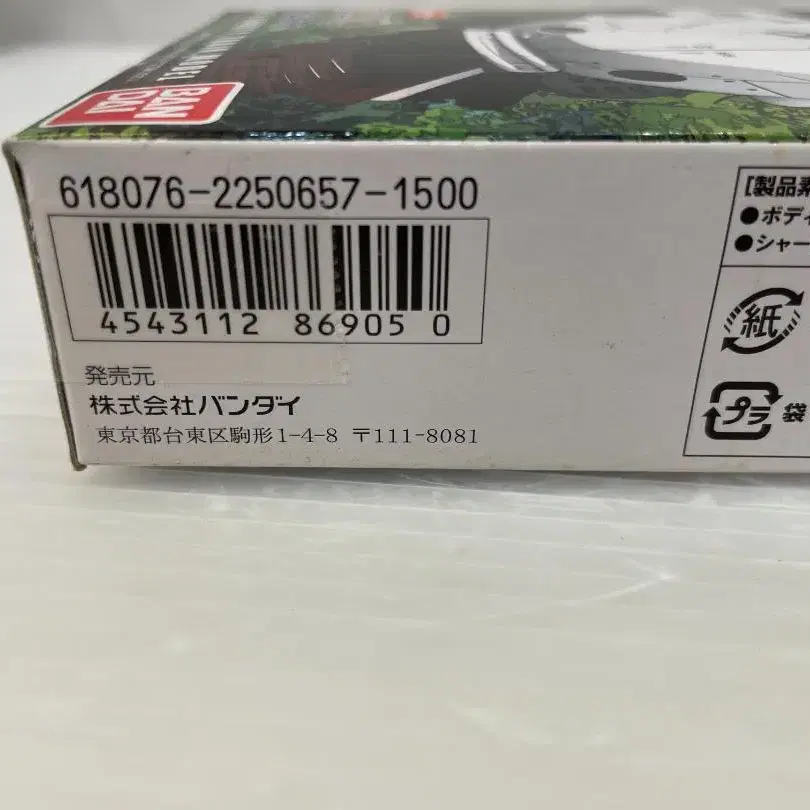 BAN
DAI
618076-2250657-1500
4543112 86905 0
発売元
株式会社バンダイ
東京都台東区駒形1-4-8 〒111-8081
[製品素
●ボディ
●シャー
紙
プラ 袋